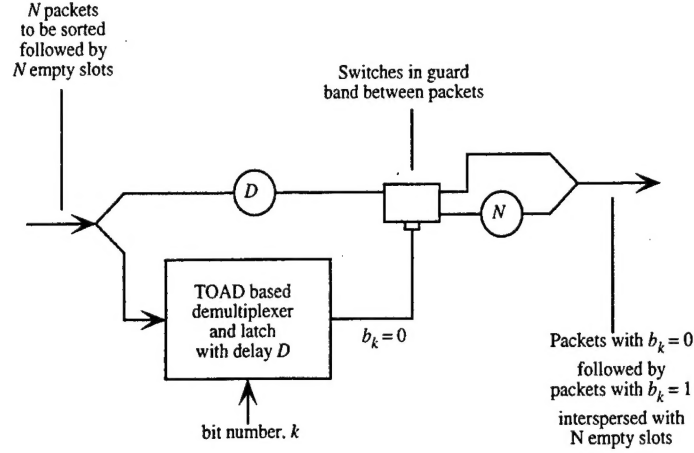 N packets
to be sorted
followed by
N empty slots
Switches in guard
band between packets
D
N
TOAD based
demultiplexer
and latch
with delay D
b_k = 0
bit number, k
Packets with b_k = 0
followed by
packets with b_k = 1
interspersed with
N empty slots